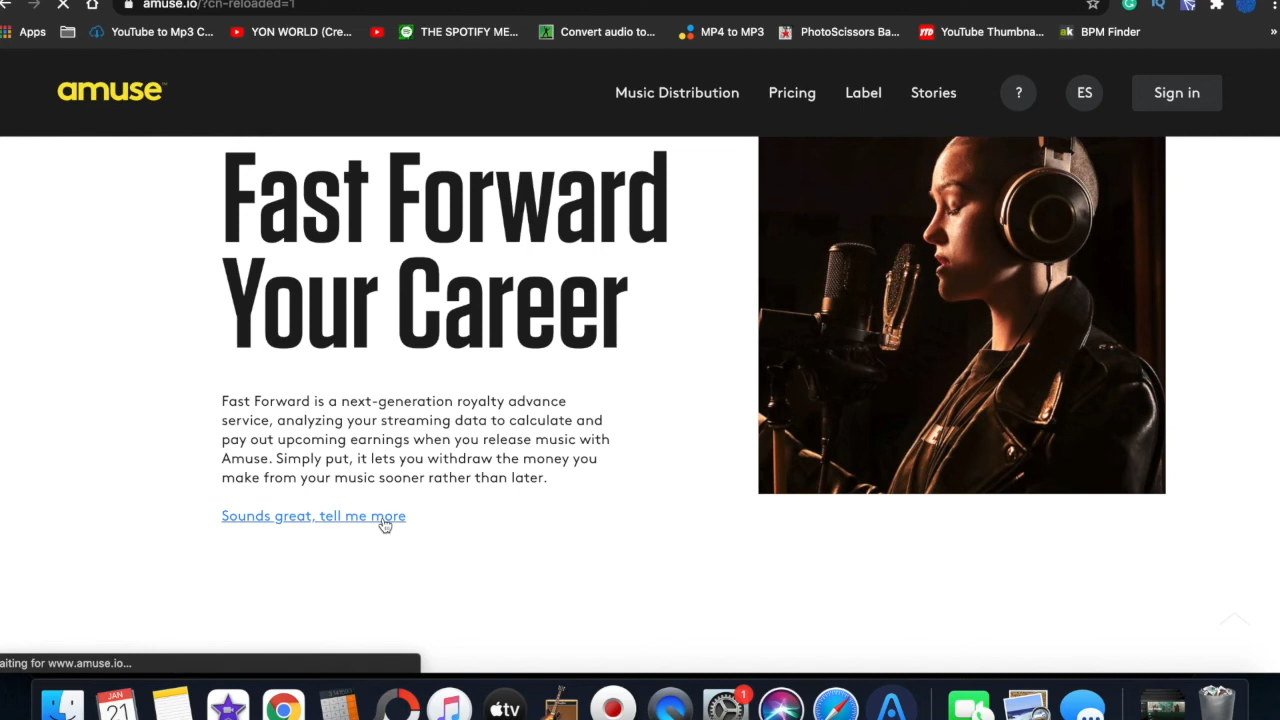 amuse.io/?cn-reloaded=1
Apps YouTube to Mp3 C... YON WORLD (Cre... THE SPOTIFY ME... Convert audio to... MP4 to MP3 PhotoScissors Ba... YouTube Thumbna... BPM Finder »
amuse Music Distribution Pricing Label Stories ? ES Sign in
Fast Forward
Your Career
Fast Forward is a next-generation royalty advance
service, analyzing your streaming data to calculate and
pay out upcoming earnings when you release music with
Amuse. Simply put, it lets you withdraw the money you
make from your music sooner rather than later.
Sounds great, tell me more
aiting for www.amuse.io...
JAN
21
tv
1